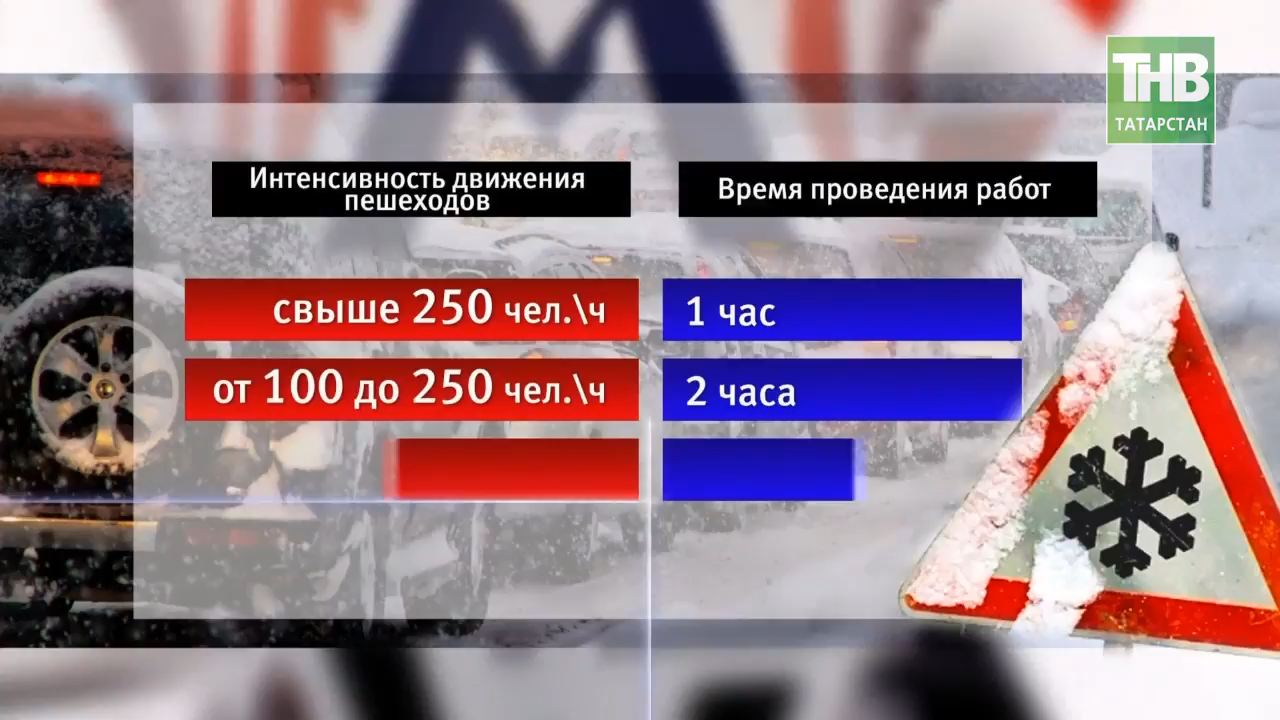 ТНВ
ТАТАРСТАН
Интенсивность движения
пешеходов
Время проведения работ
свыше 250 чел.\ч
1 час
от 100 до 250 чел.\ч
2 часа